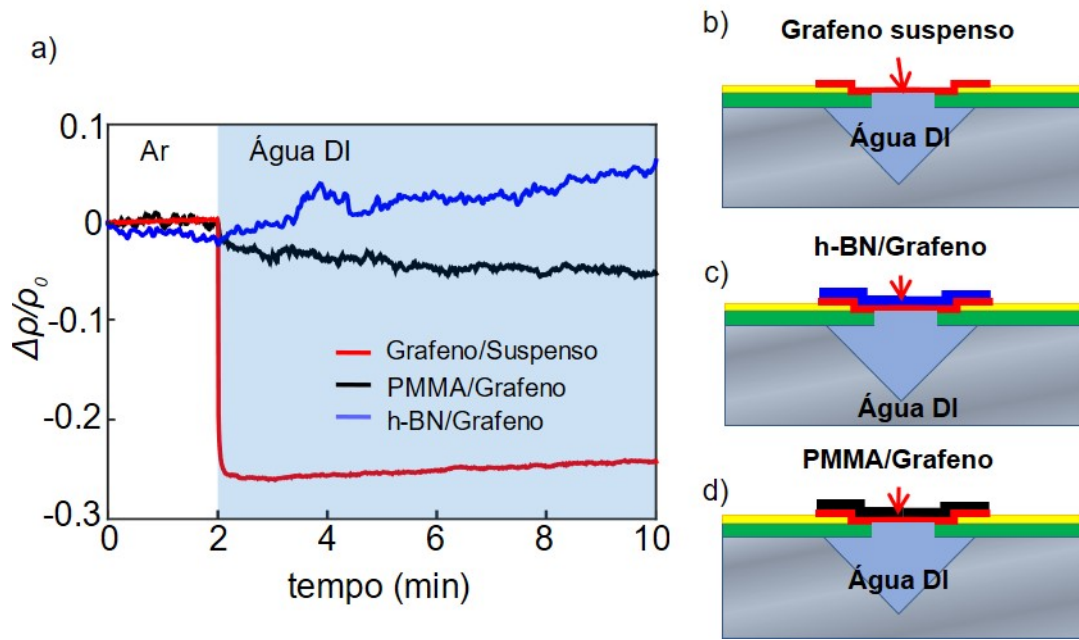 a)
0.1
0
-0.1
-0.2
-0.3
Δρ/ρ0
Ar
Água DI
Grafeno/Suspenso
PMMA/Grafeno
h-BN/Grafeno
0 2 4 6 8 10
tempo (min)
b)
Grafeno suspenso
Água DI
c)
h-BN/Grafeno
Água DI
d)
PMMA/Grafeno
Água DI